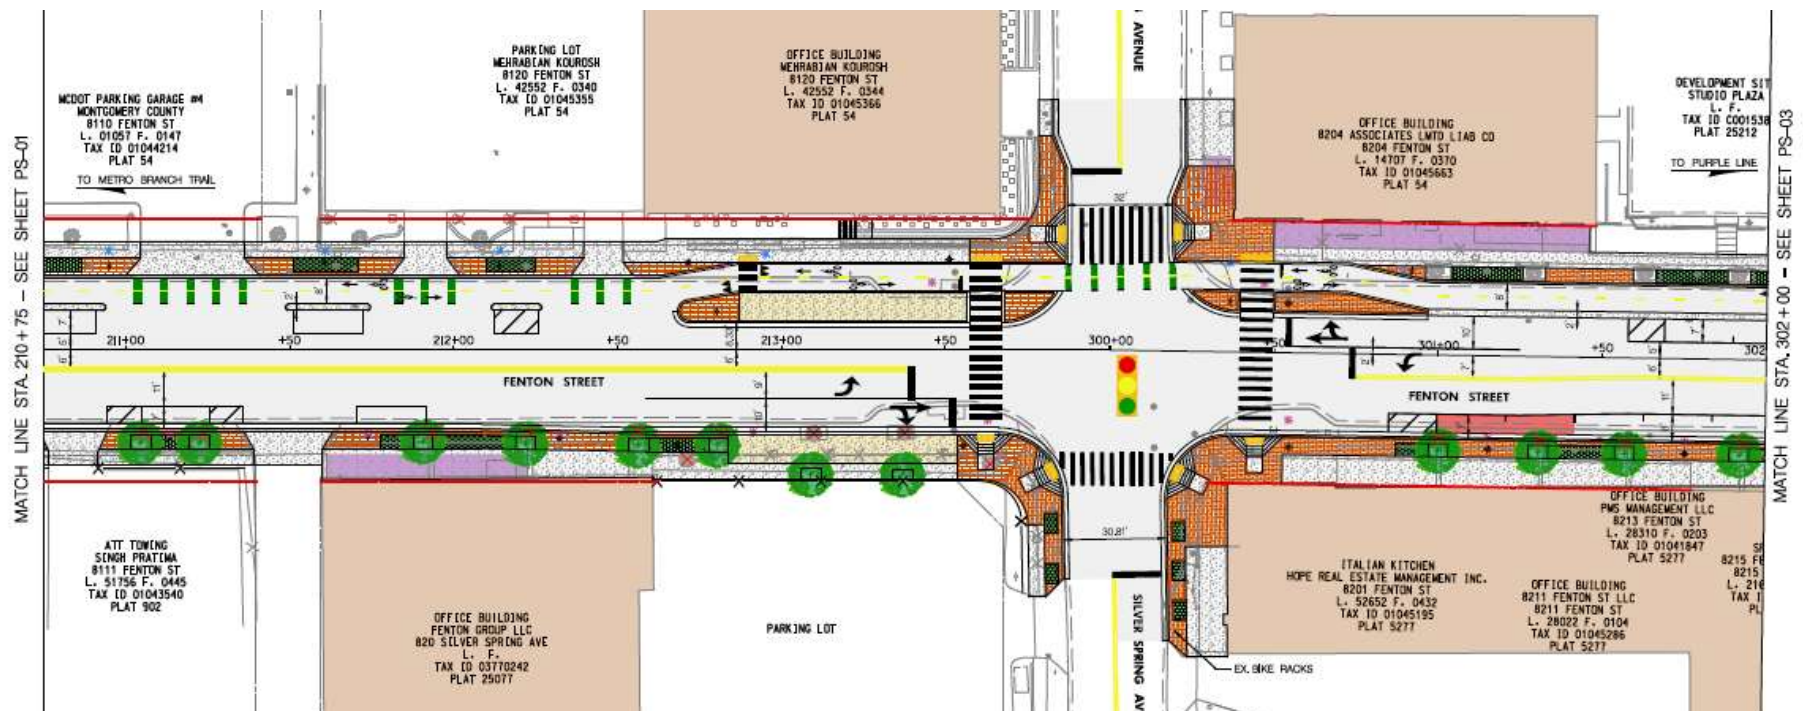 MATCH LINE STA. 210+75 - SEE SHEET PS-01
MCDOT PARKING GARAGE #4
MONTGOMERY COUNTY
8110 FENTON ST
L. 01057 F. 0147
TAX ID 01044214
PLAT 54
TO METRO BRANCH TRAIL
PARKING LOT
MEHRABIAN KOUROSH
8120 FENTON ST
L. 42552 F. 0340
TAX ID 01045355
PLAT 54
OFFICE BUILDING
MEHRABIAN KOUROSH
8120 FENTON ST
L. 42552 F. 0344
TAX ID 01045366
PLAT 54
AVENUE
OFFICE BUILDING
8204 ASSOCIATES LMTD LIAB CO
8204 FENTON ST
L. 14707 F. 0370
TAX ID 01045663
PLAT 54
DEVELOPMENT SIT
STUDIO PLAZA
L. F.
TAX ID C001538
PLAT 25212
TO PURPLE LINE
MATCH LINE STA. 302+00 - SEE SHEET PS-03
32'
211+00
+50
212+00
+50
213+00
+50
300+00
+50
301+00
+50
302
FENTON STREET
FENTON STREET
30.81'
ATT TOWING
SINGH PRATIMA
8111 FENTON ST
L. 51756 F. 0445
TAX ID 01043540
PLAT 902
OFFICE BUILDING
FENTON GROUP LLC
820 SILVER SPRING AVE
L. F.
TAX ID 03770242
PLAT 25077
PARKING LOT
SILVER SPRING AV
EX. BIKE RACKS
ITALIAN KITCHEN
HOPE REAL ESTATE MANAGEMENT INC.
8201 FENTON ST
L. 52652 F. 0432
TAX ID 01045195
PLAT 5277
OFFICE BUILDING
8211 FENTON ST LLC
8211 FENTON ST
L. 28022 F. 0104
TAX ID 01045286
PLAT 5277
OFFICE BUILDING
PMS MANAGEMENT LLC
8213 FENTON ST
L. 28310 F. 0203
TAX ID 01041847
PLAT 5277
8215 FE
8215
L. 216
TAX I
PL